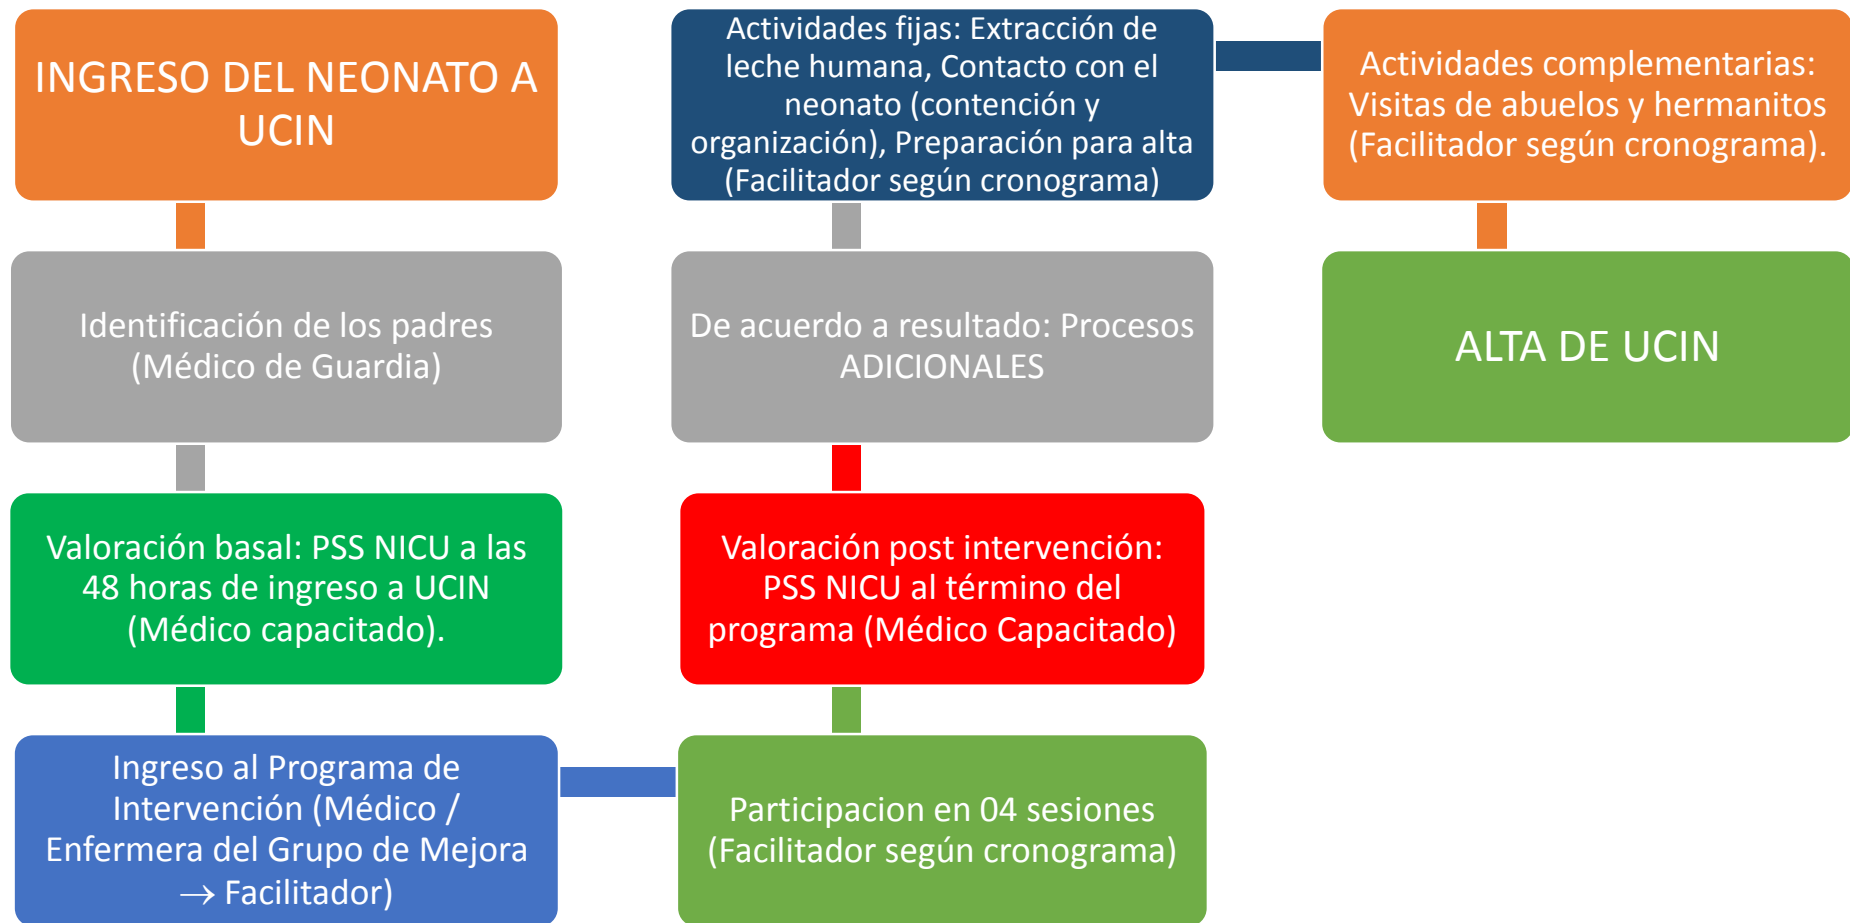 INGRESO DEL NEONATO A
UCIN
Identificación de los padres
(Médico de Guardia)
Valoración basal: PSS NICU a las
48 horas de ingreso a UCIN
(Médico capacitado).
Ingreso al Programa de
Intervención (Médico /
Enfermera del Grupo de Mejora
→ Facilitador)
Participacion en 04 sesiones
(Facilitador según cronograma)
Valoración post intervención:
PSS NICU al término del
programa (Médico Capacitado)
De acuerdo a resultado: Procesos
ADICIONALES
Actividades fijas: Extracción de
leche humana, Contacto con el
neonato (contención y
organización), Preparación para alta
(Facilitador según cronograma)
Actividades complementarias:
Visitas de abuelos y hermanitos
(Facilitador según cronograma).
ALTA DE UCIN